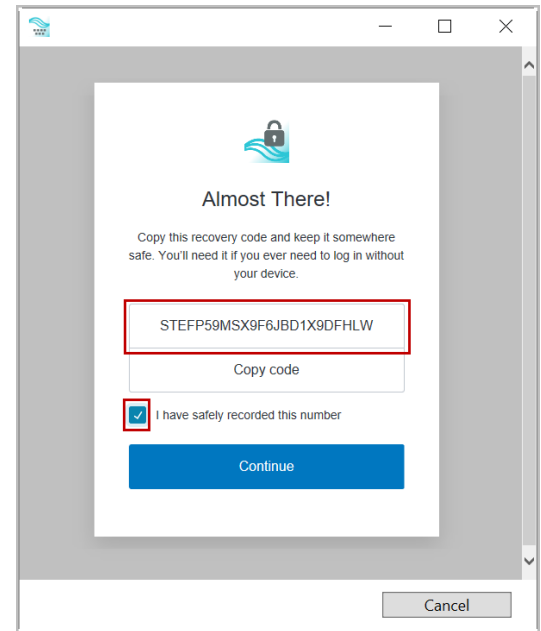 Almost There!
Copy this recovery code and keep it somewhere
safe. You'll need it if you ever need to log in without
your device.
STEFP59MSX9F6JBD1X9DFHLW
Copy code
I have safely recorded this number
Continue
Cancel